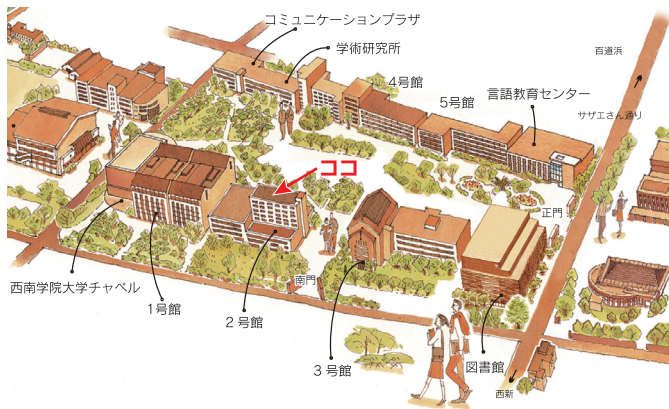 コミュニケーションプラザ
学術研究所
4号館
5号館
言語教育センター
百道浜
サザエさん通り
ココ
正門
西南学院大学チャペル
1号館
2号館
南門
3号館
図書館
西新